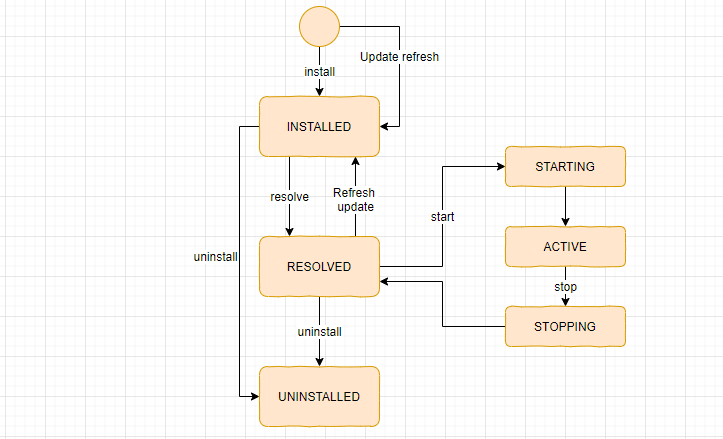 Update refresh
install
INSTALLED
STARTING
resolve
Refresh
update
start
ACTIVE
uninstall
RESOLVED
stop
STOPPING
uninstall
UNINSTALLED